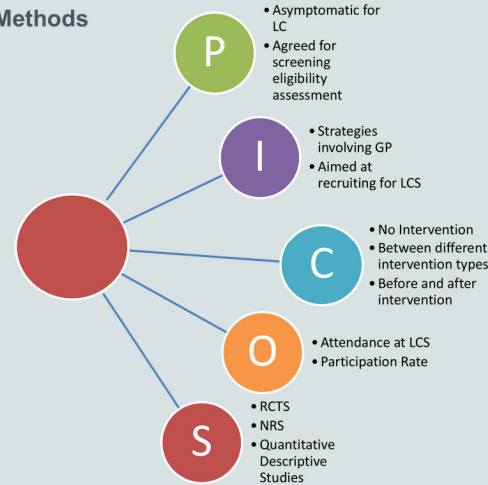 Methods
P
• Asymptomatic for
LC
• Agreed for
screening
eligibility
assessment
I
• Strategies
involving GP
• Aimed at
recruiting for LCS
C
• No Intervention
• Between different
intervention types
• Before and after
intervention
O
• Attendance at LCS
• Participation Rate
S
• RCTS
• NRS
• Quantitative
Descriptive
Studies